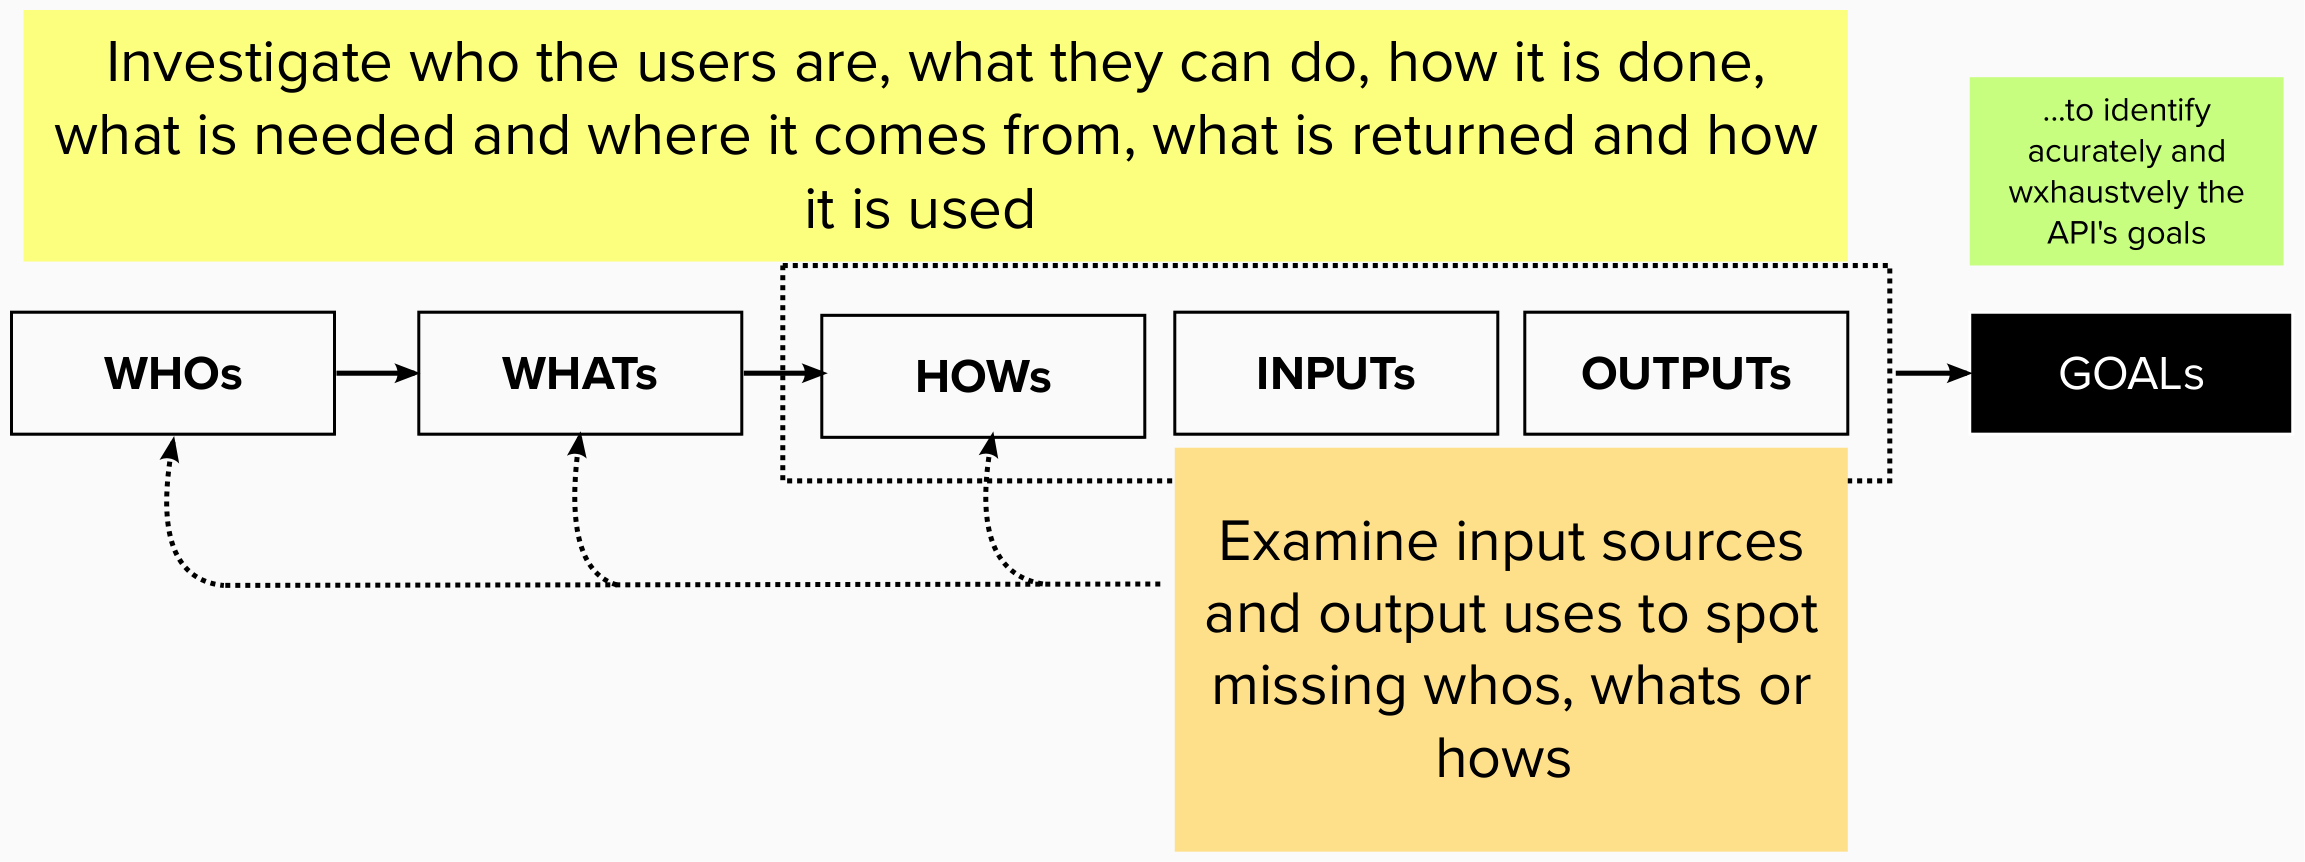 Investigate who the users are, what they can do, how it is done,
what is needed and where it comes from, what is returned and how
it is used
...to identify
acurately and
wxhaustvely the
API's goals
WHOs
WHATs
HOWs
INPUTs
OUTPUTs
GOALs
Examine input sources
and output uses to spot
missing whos, whats or
hows